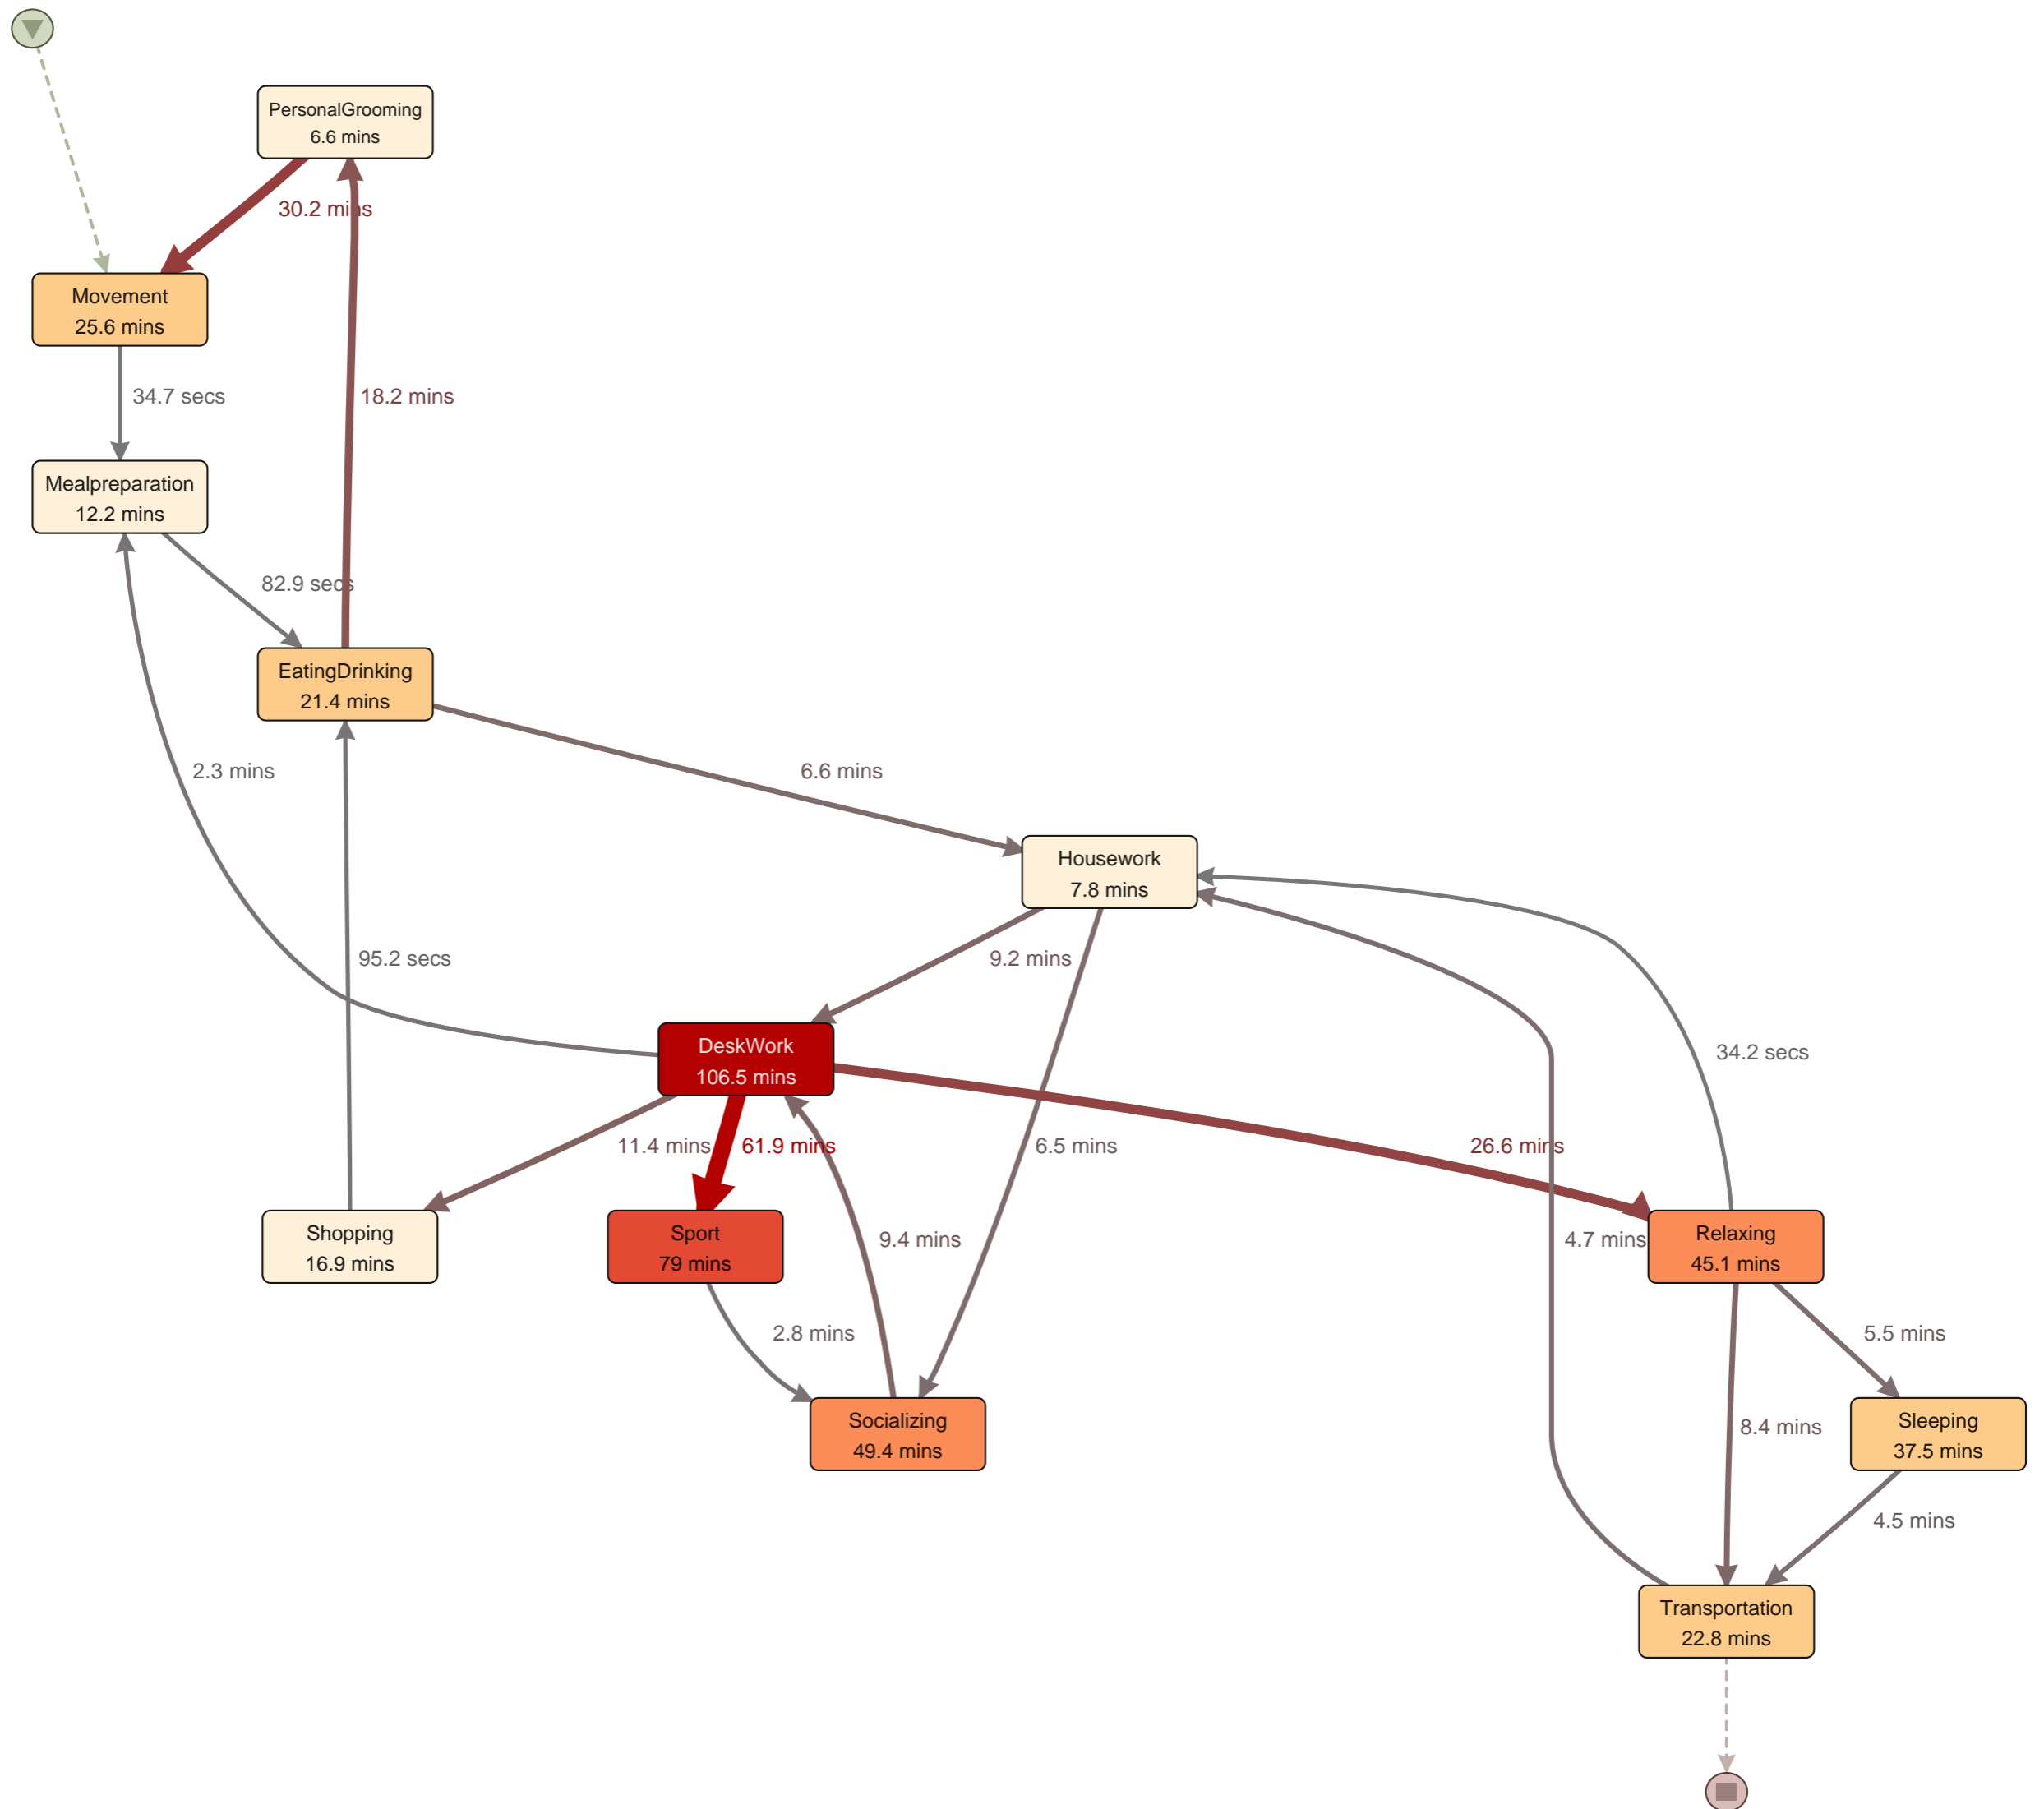 PersonalGrooming
6.6 mins
30.2 mins
Movement
25.6 mins
34.7 secs
18.2 mins
Mealpreparation
12.2 mins
82.9 secs
EatingDrinking
21.4 mins
2.3 mins
6.6 mins
Housework
7.8 mins
95.2 secs
9.2 mins
DeskWork
106.5 mins
34.2 secs
11.4 mins
61.9 mins
6.5 mins
26.6 mins
Shopping
16.9 mins
Sport
79 mins
9.4 mins
4.7 mins
Relaxing
45.1 mins
2.8 mins
5.5 mins
Socializing
49.4 mins
8.4 mins
Sleeping
37.5 mins
4.5 mins
Transportation
22.8 mins